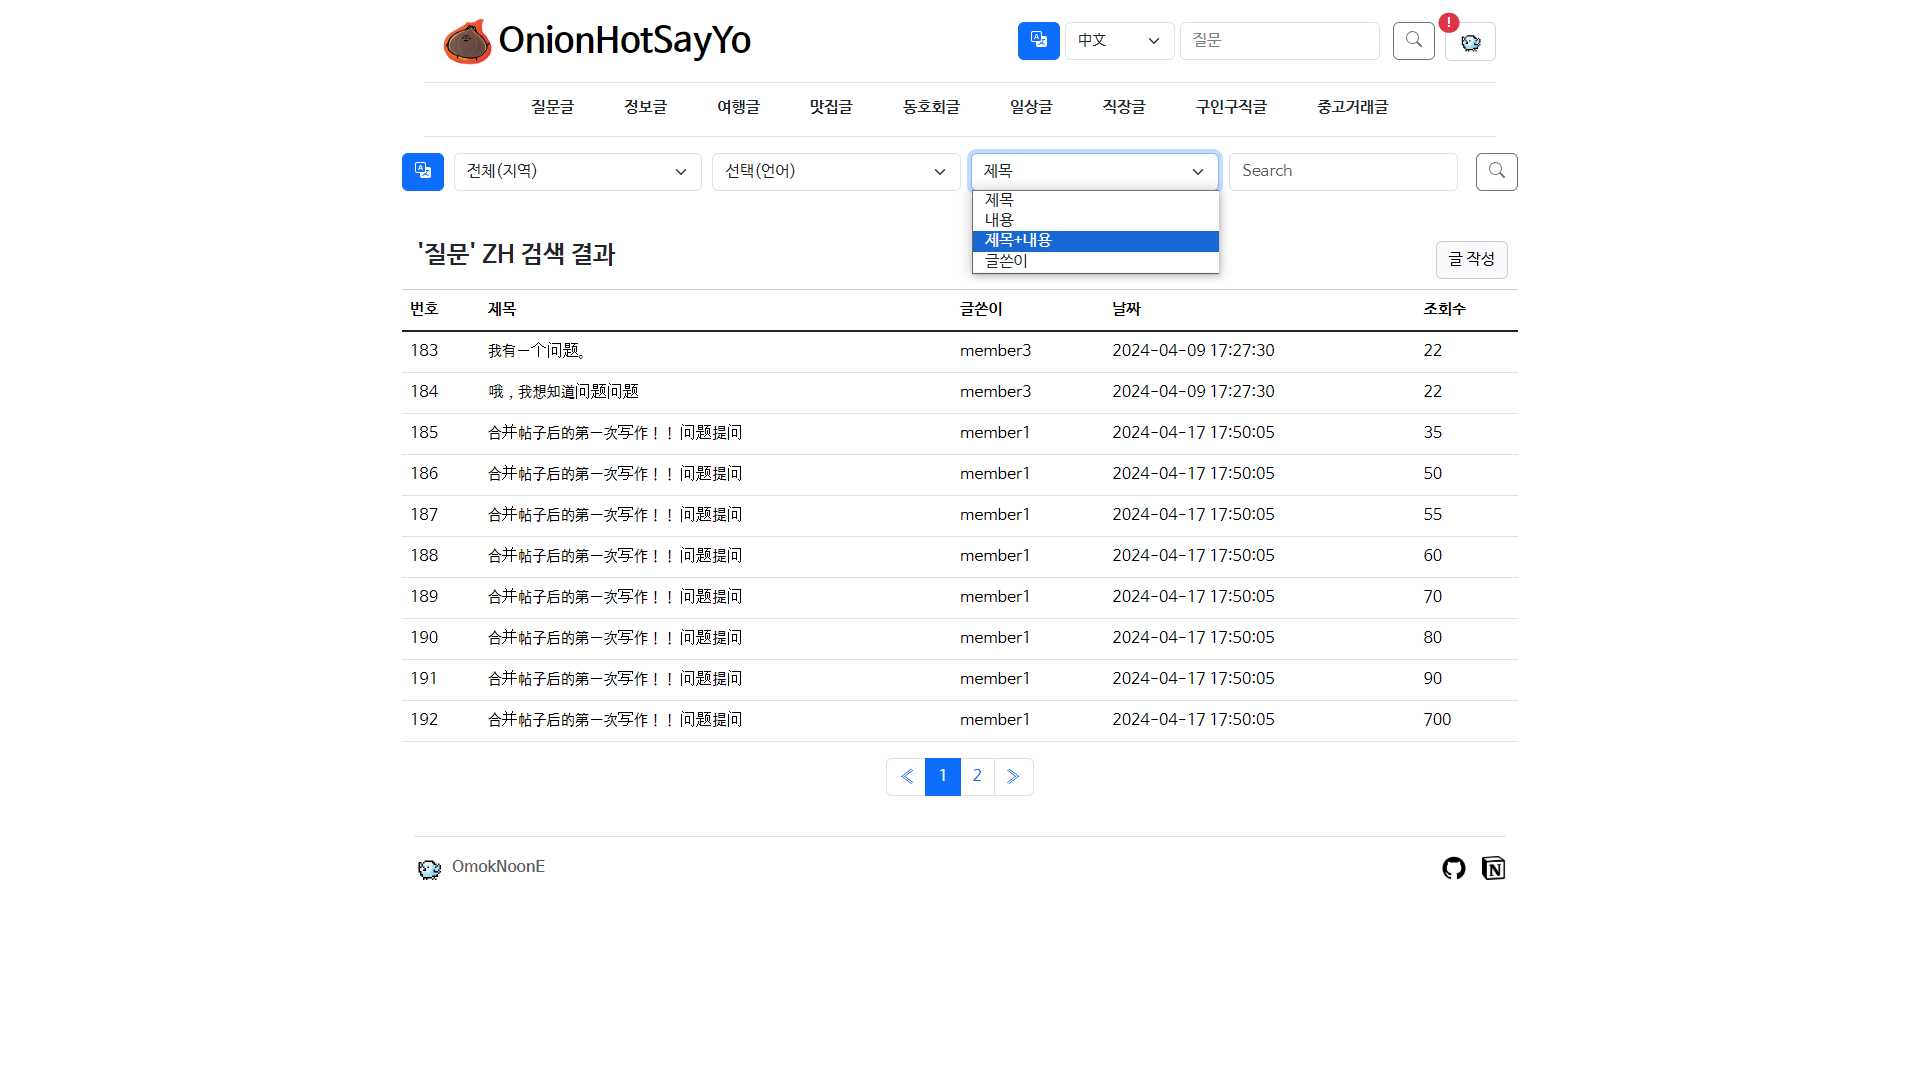 OnionHotSayYo
中文
질문
!
질문글 정보글 여행글 맛집글 동호회글 일상글 직장글 구인구직글 중고거래글
전체(지역) 선택(언어) 제목 Search
제목
내용
제목+내용
글쓴이
'질문' ZH 검색 결과
글 작성
번호 제목 글쓴이 날짜 조회수
183 我有一个问题。 member3 2024-04-09 17:27:30 22
184 哦，我想知道问题问题 member3 2024-04-09 17:27:30 22
185 合并帖子后的第一次写作！！问题提问 member1 2024-04-17 17:50:05 35
186 合并帖子后的第一次写作！！问题提问 member1 2024-04-17 17:50:05 50
187 合并帖子后的第一次写作！！问题提问 member1 2024-04-17 17:50:05 55
188 合并帖子后的第一次写作！！问题提问 member1 2024-04-17 17:50:05 60
189 合并帖子后的第一次写作！！问题提问 member1 2024-04-17 17:50:05 70
190 合并帖子后的第一次写作！！问题提问 member1 2024-04-17 17:50:05 80
191 合并帖子后的第一次写作！！问题提问 member1 2024-04-17 17:50:05 90
192 合并帖子后的第一次写作！！问题提问 member1 2024-04-17 17:50:05 700
《 1 2 》
OmokNoonE